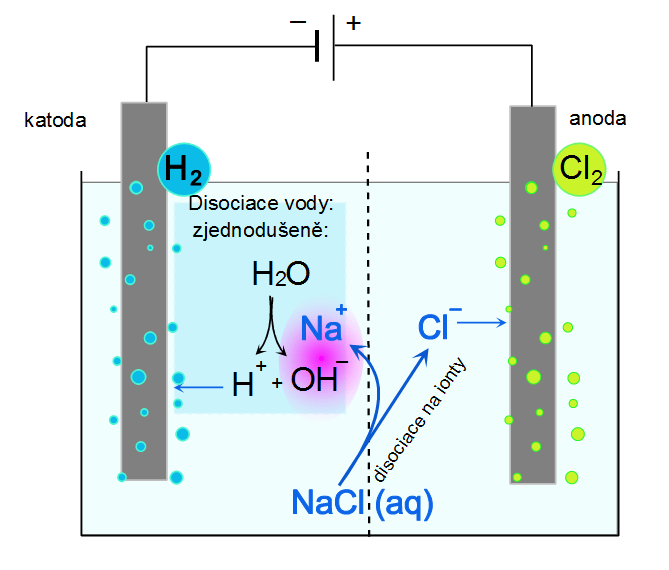 − +
katoda
anoda
H₂
Cl₂
Disociace vody:
zjednodušeně:
H₂O
Na⁺
Cl⁻
H⁺ + OH⁻
disociace na ionty
NaCl (aq)